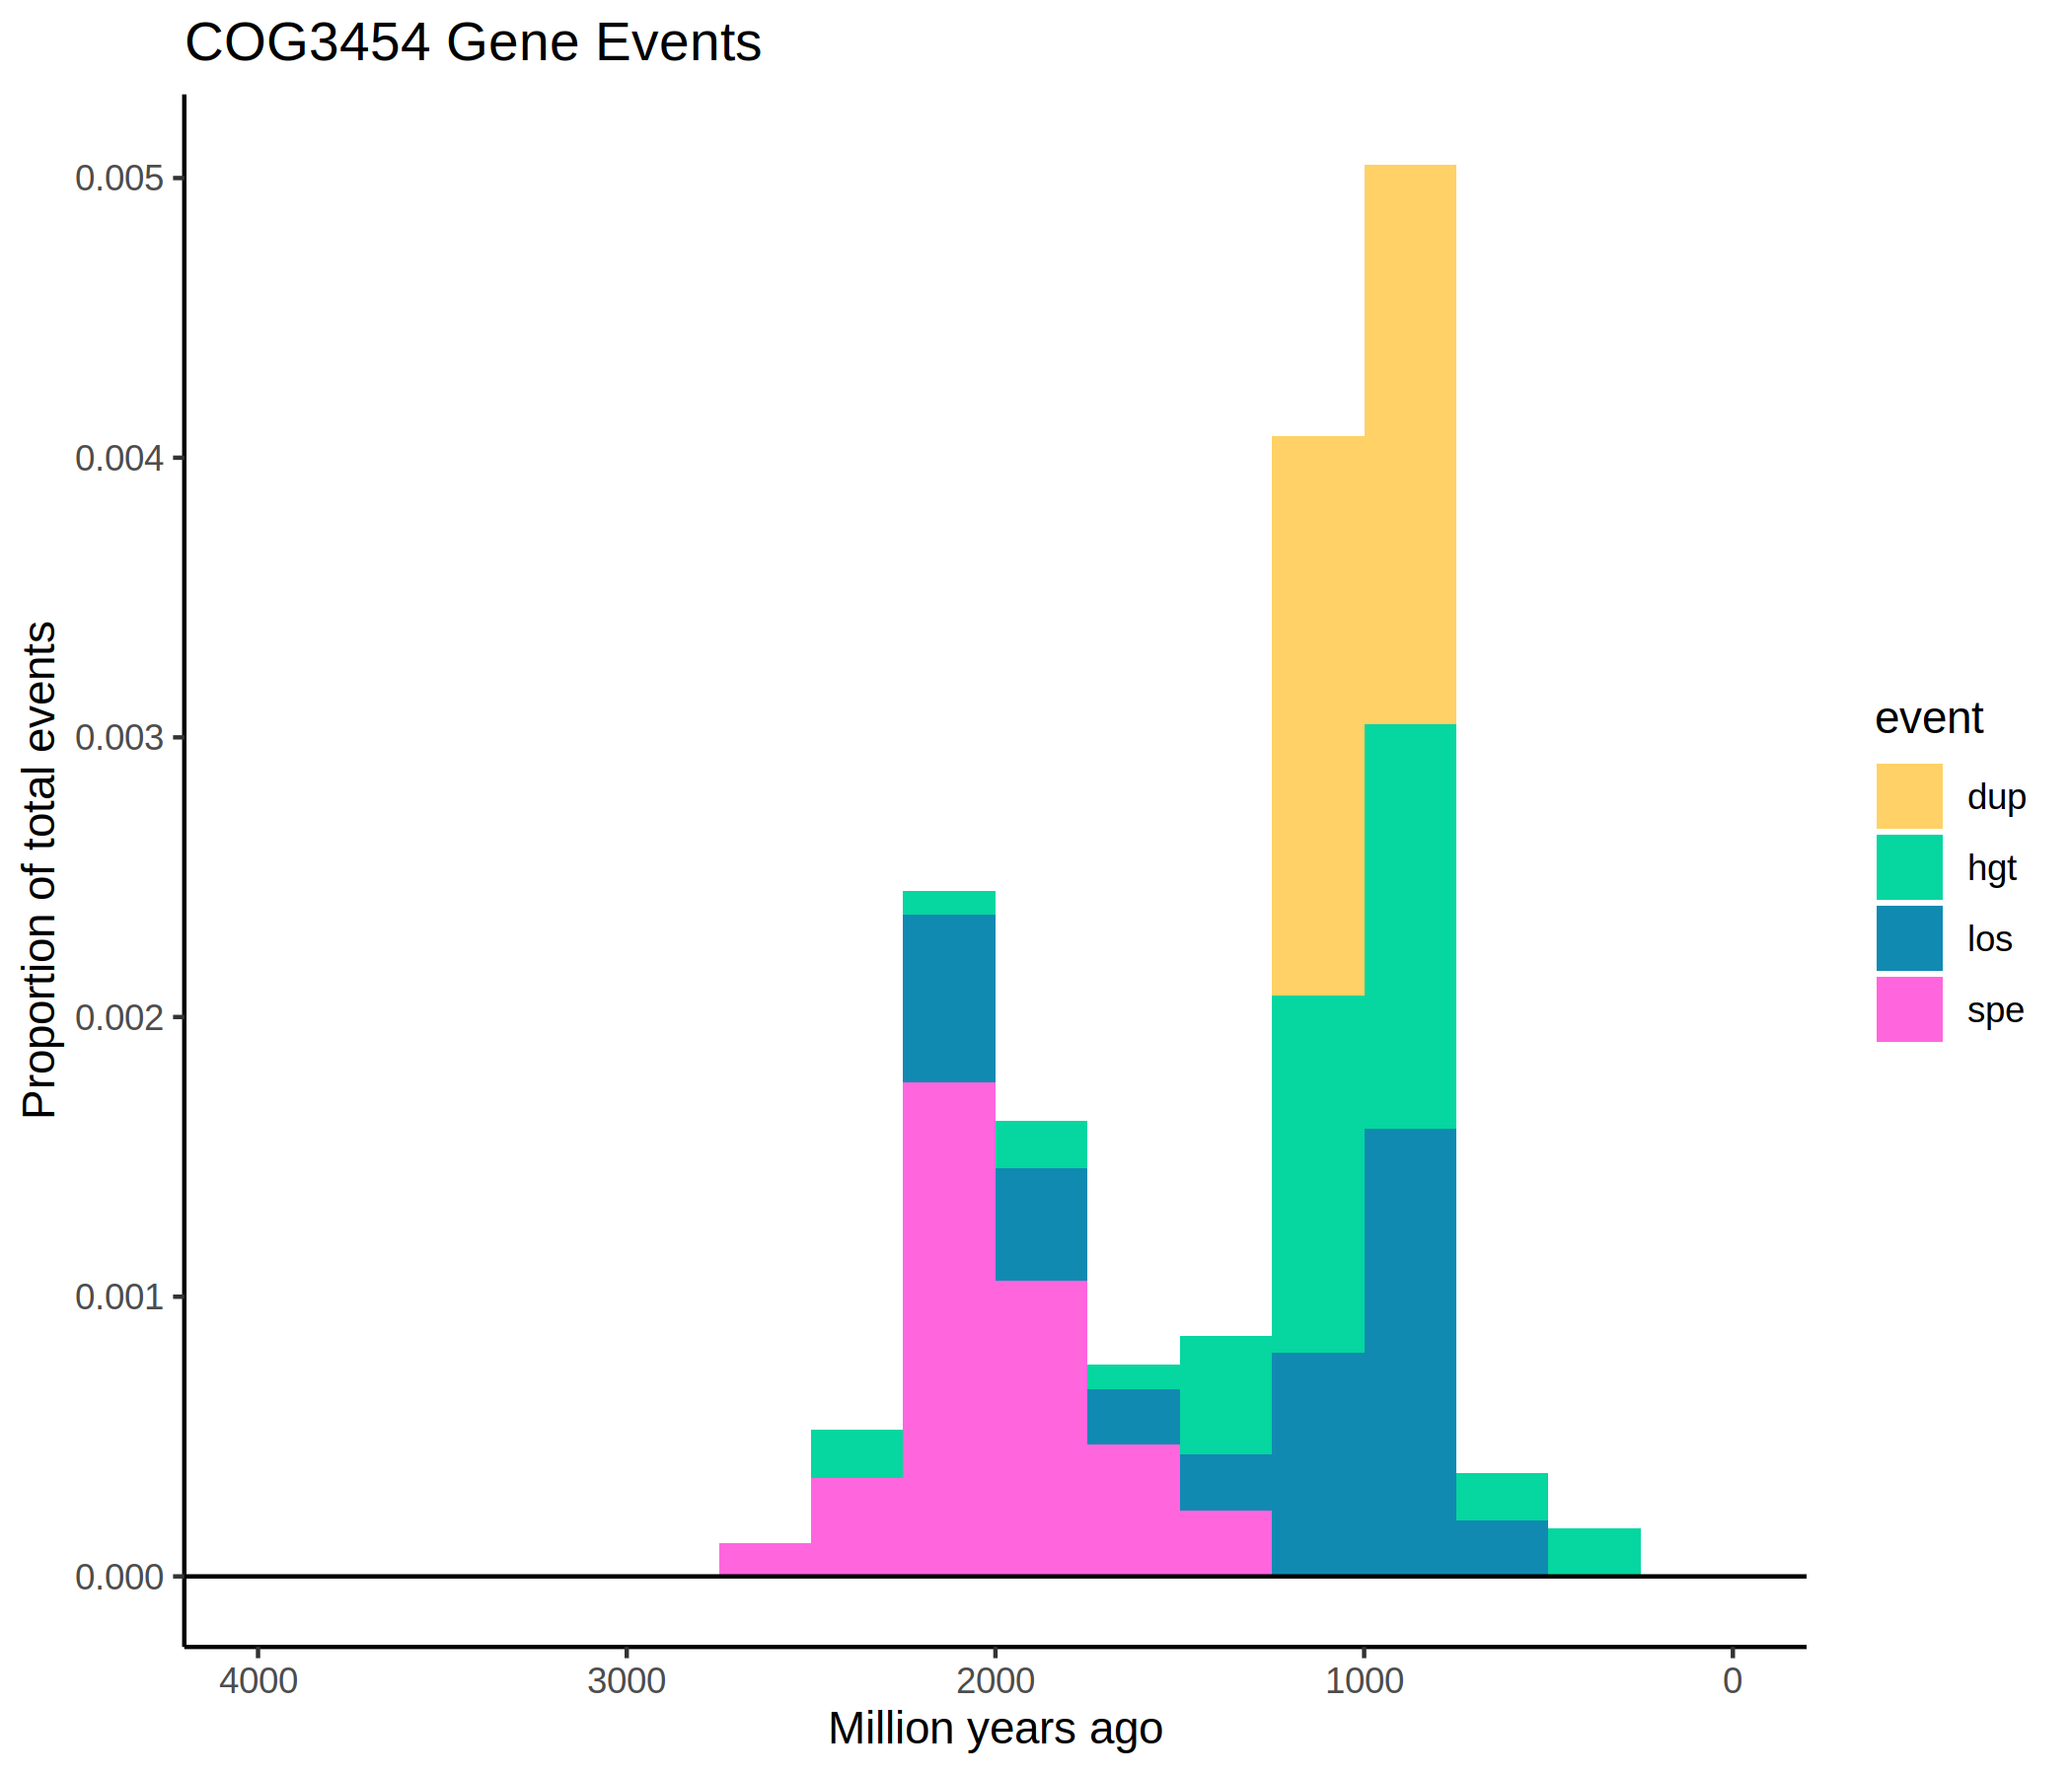 COG3454 Gene Events
Proportion of total events
0.005
0.004
0.003
0.002
0.001
0.000
4000 3000 2000 1000 0
Million years ago
event
dup
hgt
los
spe